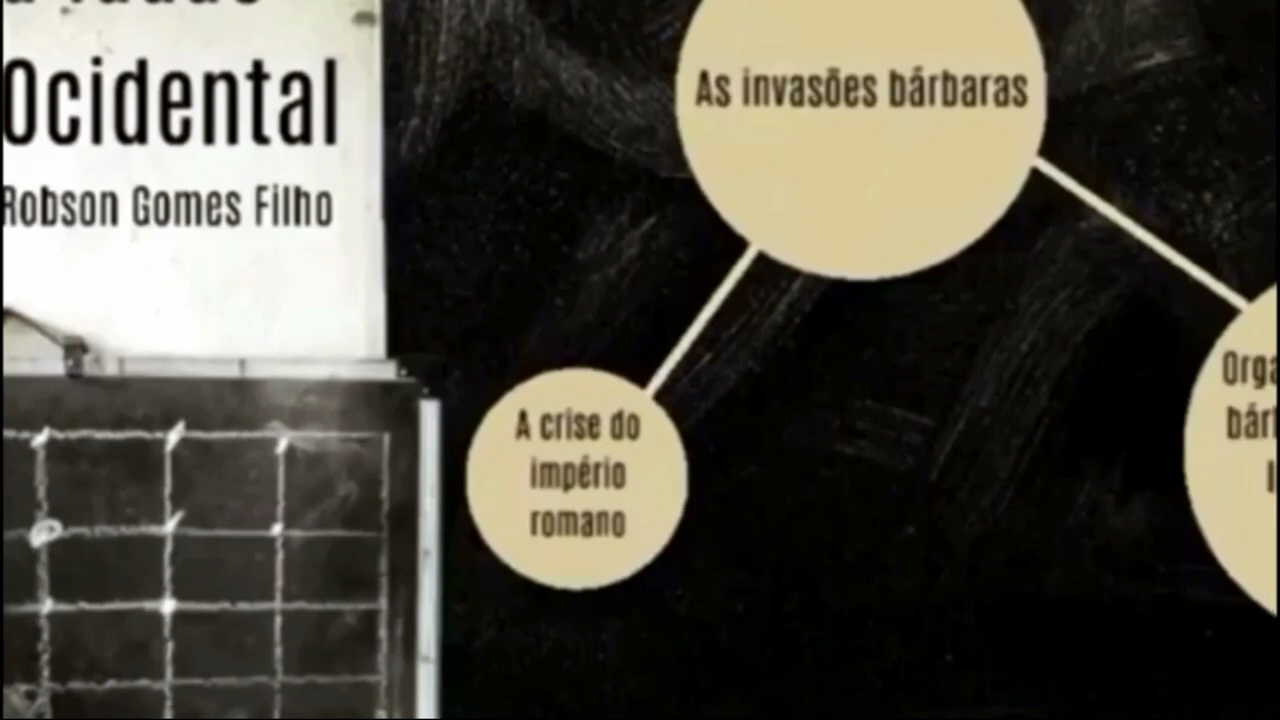 Ocidental
Robson Gomes Filho
As invasões bárbaras
A crise do
império
romano